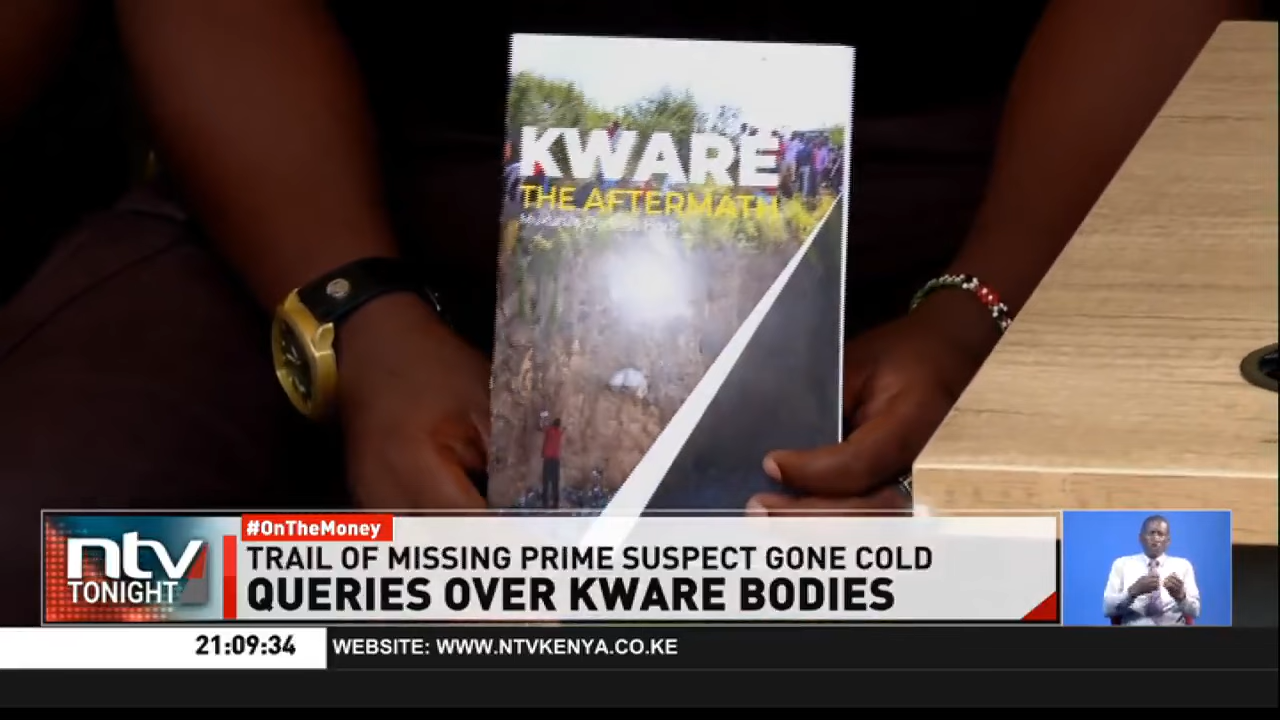 KWARE
THE AFTERMATH
ntv
TONIGHT
#OnTheMoney
TRAIL OF MISSING PRIME SUSPECT GONE COLD
QUERIES OVER KWARE BODIES
21:09:34
WEBSITE: WWW.NTVKENYA.CO.KE